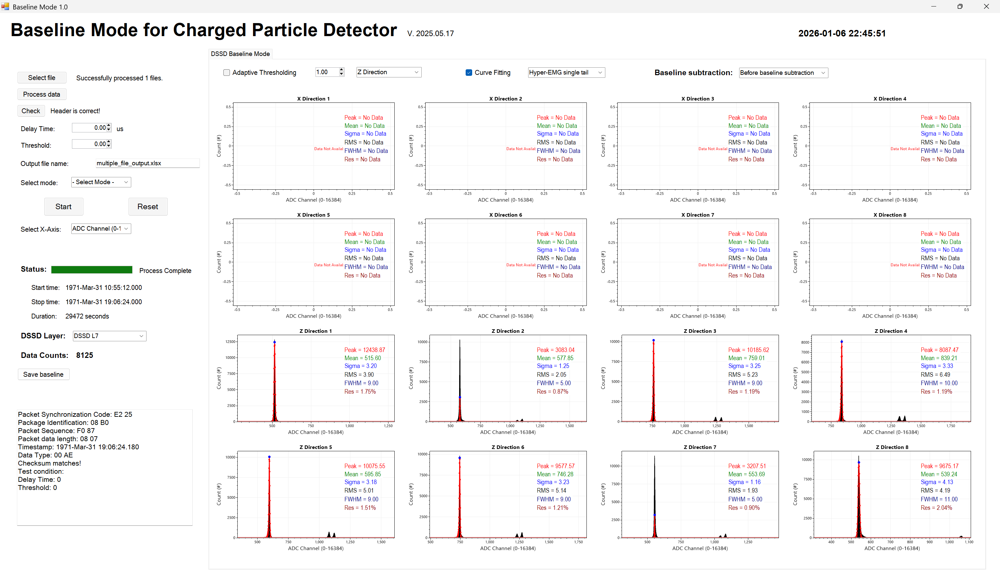 Baseline Mode 1.0
Baseline Mode for Charged Particle Detector V. 2025.05.17
2026-01-06 22:45:51
Select file
Successfully processed 1 files.
Process data
Check
Header is correct!
Delay Time: 0.00 us
Threshold: 0.00
Output file name: multiple_file_output.xlsx
Select mode: - Select Mode -
Start
Reset
Select X-Axis: ADC Channel (0-1
Status: Process Complete
Start time: 1971-Mar-31 10:55:12.000
Stop time: 1971-Mar-31 19:06:24.000
Duration: 29472 seconds
DSSD Layer: DSSD L7
Data Counts: 8125
Save baseline
Packet Synchronization Code: E2 25
Package Identification: 08 B0
Packet Sequence: F0 87
Packet data length: 08 07
Timestamp: 1971-Mar-31 19:06:24.180
Data Type: 00 AE
Checksum matches!
Test condition:
Delay Time: 0
Threshold: 0
DSSD Baseline Mode
Adaptive Thresholding 1.00 Z Direction
Curve Fitting Hyper-EMG single tail
Baseline subtraction: Before baseline subtraction
X Direction 1
Count (#)
0.5
0.25
0
-0.25
-0.5
Peak = No Data
Mean = No Data
Sigma = No Data
RMS = No Data
Data Not Availab
FWHM = No Data
Res = No Data
-0.5 -0.25 0 0.25 0.5
ADC Channel (0-16384)
X Direction 2
Count (#)
0.5
0.25
0
-0.25
-0.5
Peak = No Data
Mean = No Data
Sigma = No Data
RMS = No Data
Data Not Availab
FWHM = No Data
Res = No Data
-0.5 -0.25 0 0.25 0.5
ADC Channel (0-16384)
X Direction 3
Count (#)
0.5
0.25
0
-0.25
-0.5
Peak = No Data
Mean = No Data
Sigma = No Data
RMS = No Data
Data Not Availal
FWHM = No Data
Res = No Data
-0.5 -0.25 0 0.25 0.5
ADC Channel (0-16384)
X Direction 4
Count (#)
0.5
0.25
0
-0.25
-0.5
Peak = No Data
Mean = No Data
Sigma = No Data
RMS = No Data
Data Not Availal
FWHM = No Data
Res = No Data
-0.5 -0.25 0 0.25 0.5
ADC Channel (0-16384)
X Direction 5
Count (#)
0.5
0.25
0
-0.25
-0.5
Peak = No Data
Mean = No Data
Sigma = No Data
RMS = No Data
Data Not Availab
FWHM = No Data
Res = No Data
-0.5 -0.25 0 0.25 0.5
ADC Channel (0-16384)
X Direction 6
Count (#)
0.5
0.25
0
-0.25
-0.5
Peak = No Data
Mean = No Data
Sigma = No Data
RMS = No Data
Data Not Availab
FWHM = No Data
Res = No Data
-0.5 -0.25 0 0.25 0.5
ADC Channel (0-16384)
X Direction 7
Count (#)
0.5
0.25
0
-0.25
-0.5
Peak = No Data
Mean = No Data
Sigma = No Data
RMS = No Data
Data Not Availal
FWHM = No Data
Res = No Data
-0.5 -0.25 0 0.25 0.5
ADC Channel (0-16384)
X Direction 8
Count (#)
0.5
0.25
0
-0.25
-0.5
Peak = No Data
Mean = No Data
Sigma = No Data
RMS = No Data
Data Not Availal
FWHM = No Data
Res = No Data
-0.5 -0.25 0 0.25 0.5
ADC Channel (0-16384)
Z Direction 1
Count (#)
12500
10000
7500
5000
2500
0
Peak = 12438.87
Mean = 515.60
Sigma = 3.20
RMS = 3.90
FWHM = 9.00
Res = 1.75%
500 750 1,000 1,250
ADC Channel (0-16384)
Z Direction 2
Count (#)
10000
7500
5000
2500
0
Peak = 3083.04
Mean = 577.85
Sigma = 1.25
RMS = 2.05
FWHM = 5.00
Res = 0.87%
500 750 1,000 1,250 1,500
ADC Channel (0-16384)
Z Direction 3
Count (#)
10000
7500
5000
2500
0
Peak = 10185.62
Mean = 759.01
Sigma = 3.25
RMS = 5.23
FWHM = 9.00
Res = 1.19%
750 1,000 1,250 1,500
ADC Channel (0-16384)
Z Direction 4
Count (#)
8000
7000
6000
5000
4000
3000
2000
1000
0
Peak = 8087.47
Mean = 839.21
Sigma = 3.33
RMS = 6.49
FWHM = 10.00
Res = 1.19%
750 1,000 1,250 1,500 1,750
ADC Channel (0-16384)
Z Direction 5
Count (#)
10000
7500
5000
2500
0
Peak = 10075.55
Mean = 595.85
Sigma = 3.18
RMS = 5.01
FWHM = 9.00
Res = 1.51%
500 750 1,000 1,250 1,500
ADC Channel (0-16384)
Z Direction 6
Count (#)
10000
7500
5000
2500
0
Peak = 9577.57
Mean = 746.28
Sigma = 3.23
RMS = 5.14
FWHM = 9.00
Res = 1.21%
500 750 1,000 1,250 1,500 1,750
ADC Channel (0-16384)
Z Direction 7
Count (#)
10000
7500
5000
2500
0
Peak = 3207.51
Mean = 553.69
Sigma = 1.16
RMS = 1.93
FWHM = 5.00
Res = 0.90%
500 750 1,000 1,250
ADC Channel (0-16384)
Z Direction 8
Count (#)
10000
7500
5000
2500
0
Peak = 9675.17
Mean = 539.24
Sigma = 4.13
RMS = 4.19
FWHM = 11.00
Res = 2.04%
400 500 600 700 800 900 1,000 1,100
ADC Channel (0-16384)